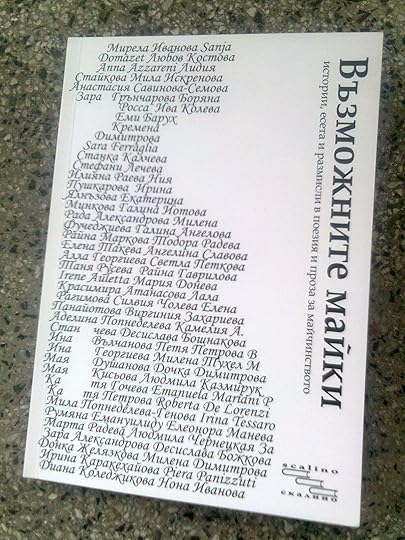 Мирела Иванова Sanja
Domazet Любов Костова
Anna Azzareni Лидия
Стайкова Мила Искренова
Анастасия Савинова-Семова
Зара Грънчарова Боряна
Росса Ива Колева
Еми Барух
Кремена
Димитрова
Sara Ferraglia
Станка Калчева
Стефани Лечева
Илияна Раева Ния
Пушкарова Ирина
Ялмъзова Екатерина
Минкова Галина Йотова
Рада Александрова Милена
Фучеджиева Галина Ангелова
Райна Маркова Тодора Радева
Елена Такева Ангелина Славова
Алла Георгиева Светла Петкова
Таня Русева Райна Гаврилова
Irene Auletta Мария Донева
Красимира Атанасова Лала
Рагимова Силвия Чолева Елена
Панайотова Виргиния Захариева
Аделина Попнеделева Камелия А.
Стан чева Десислава Бошнакова
Ина Вълчанова Петя Петрова В
Яна Георгиева Милена Тухел М
Мая Душанова Дочка Димитрова
Мая Кисьова Людмила Казмирук
Ка тя Гочева Emanuela Mariani P
Ка тя Петрова Roberta De Lorenzi
Мила Попнеделева-Генова Irina Tessaro
Румяна Емануилиду Елеонора Манева
Марта Радева Людмила Чернецкая За
Зара Александрова Десислава Божкова
Донка Желязкова Милена Димитрова
Ирина Каракехайова Piera Panizzuti
Диана Коледжикова Нона Иванова
Възможните майки
истории, есета и размисли в поезия и проза за майчинството
scalino
скалино